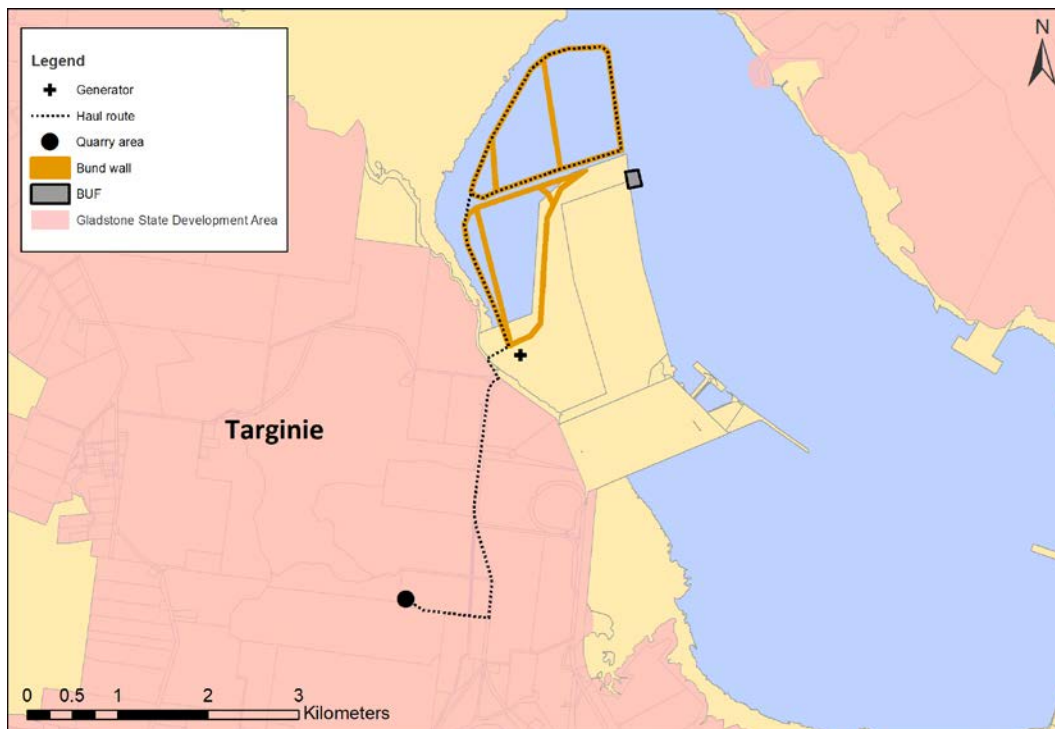 N
Legend
Generator
Haul route
Quarry area
Bund wall
BUF
Gladstone State Development Area
Targinie
0 0.5 1 2 3
Kilometers